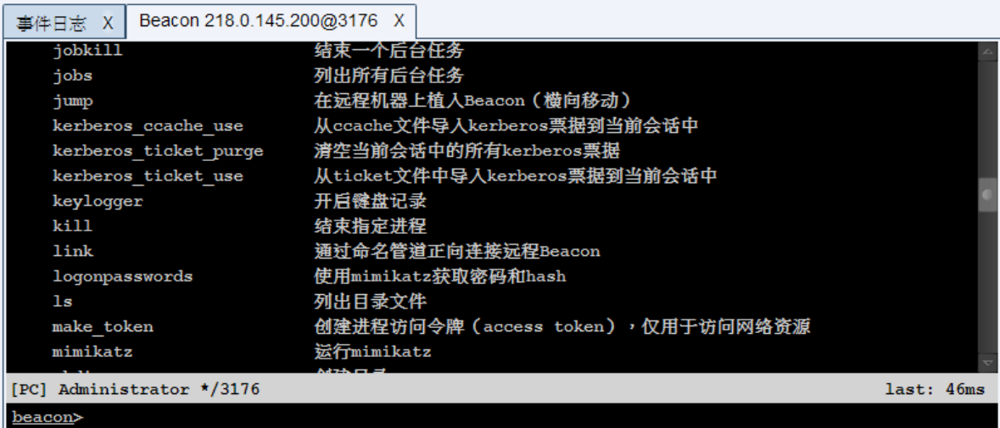 事件日志 X Beacon 218.0.145.200@3176 X
jobkill 结束一个后台任务
jobs 列出所有后台任务
jump 在远程机器上植入Beacon（横向移动）
kerberos_ccache_use 从ccache文件导入kerberos票据到当前会话中
kerberos_ticket_purge 清空当前会话中的所有kerberos票据
kerberos_ticket_use 从ticket文件中导入kerberos票据到当前会话中
keylogger 开启键盘记录
kill 结束指定进程
link 通过命名管道正向连接远程Beacon
logonpasswords 使用mimikatz获取密码和hash
ls 列出目录文件
make_token 创建进程访问令牌（access token），仅用于访问网络资源
mimikatz 运行mimikatz
[PC] Administrator */3176 last: 46ms
beacon>